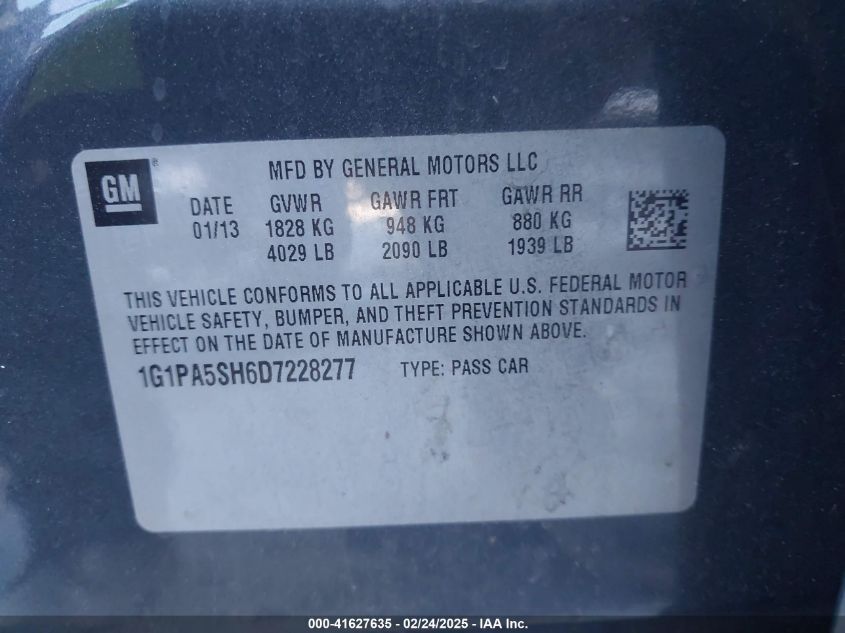 GM
®
MFD BY GENERAL MOTORS LLC
DATE GVWR GAWR FRT GAWR RR
01/13 1828 KG 948 KG 880 KG
4029 LB 2090 LB 1939 LB
THIS VEHICLE CONFORMS TO ALL APPLICABLE U.S. FEDERAL MOTOR
VEHICLE SAFETY, BUMPER, AND THEFT PREVENTION STANDARDS IN
EFFECT ON THE DATE OF MANUFACTURE SHOWN ABOVE.
1G1PA5SH6D7228277 TYPE: PASS CAR
000-41627635 - 02/24/2025 - IAA Inc.